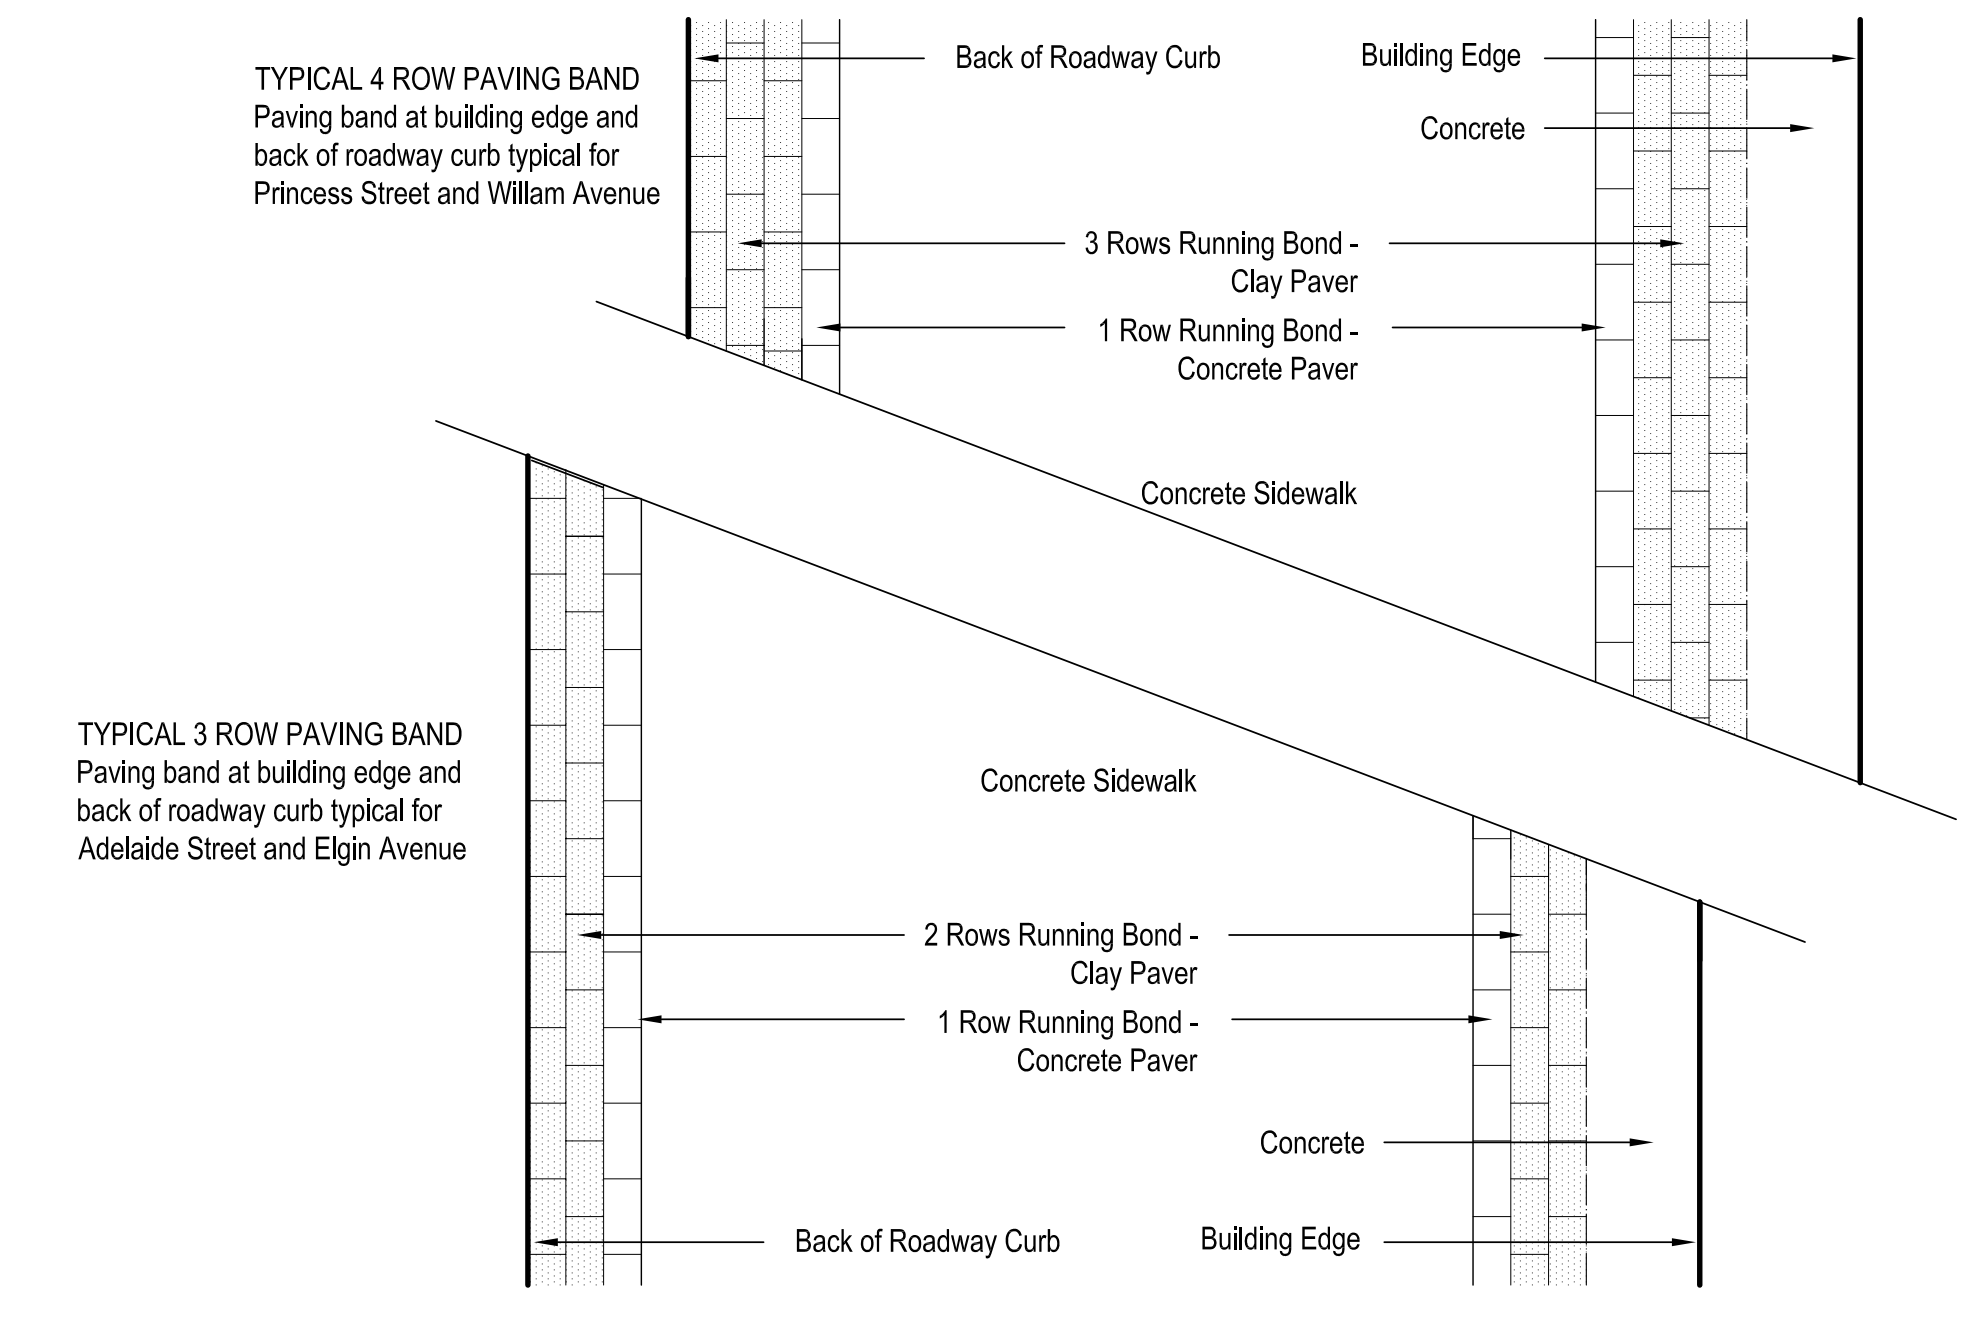 TYPICAL 4 ROW PAVING BAND
Paving band at building edge and
back of roadway curb typical for
Princess Street and Willam Avenue
Back of Roadway Curb
Building Edge
Concrete
3 Rows Running Bond -
Clay Paver
1 Row Running Bond -
Concrete Paver
Concrete Sidewalk
TYPICAL 3 ROW PAVING BAND
Paving band at building edge and
back of roadway curb typical for
Adelaide Street and Elgin Avenue
Concrete Sidewalk
2 Rows Running Bond -
Clay Paver
1 Row Running Bond -
Concrete Paver
Concrete
Back of Roadway Curb
Building Edge